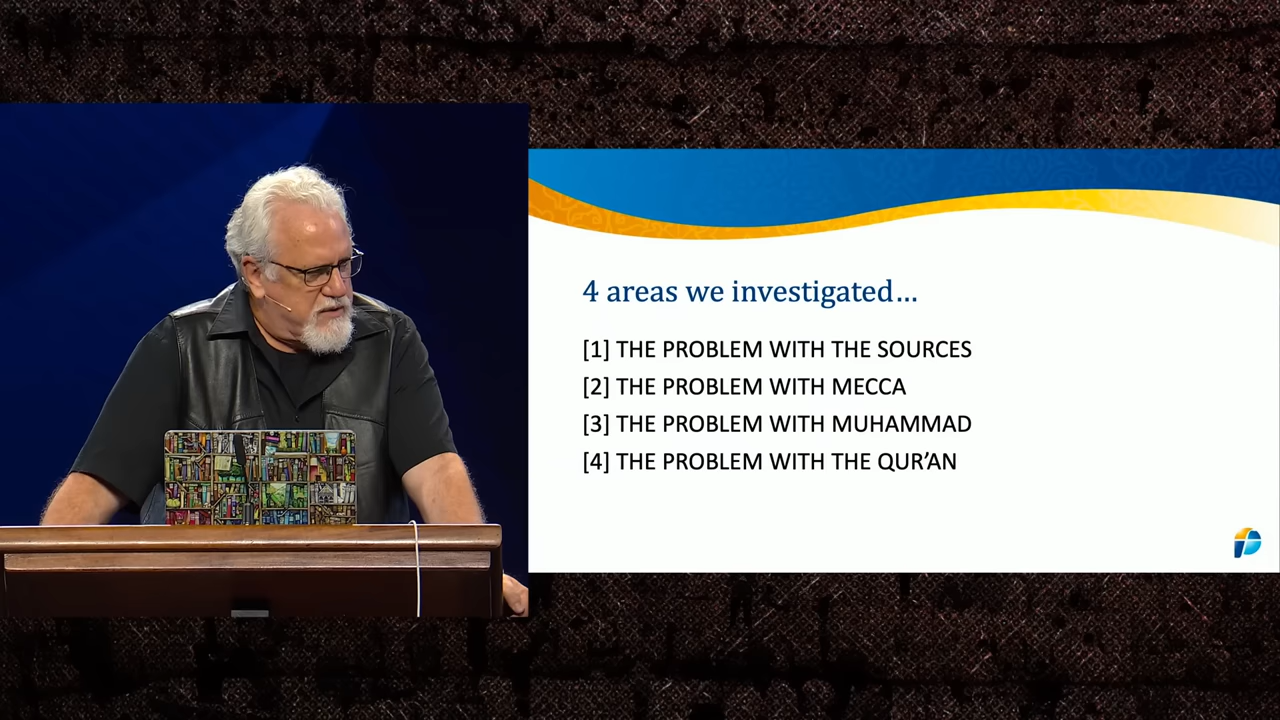 4 areas we investigated...
[1] THE PROBLEM WITH THE SOURCES
[2] THE PROBLEM WITH MECCA
[3] THE PROBLEM WITH MUHAMMAD
[4] THE PROBLEM WITH THE QUR’AN